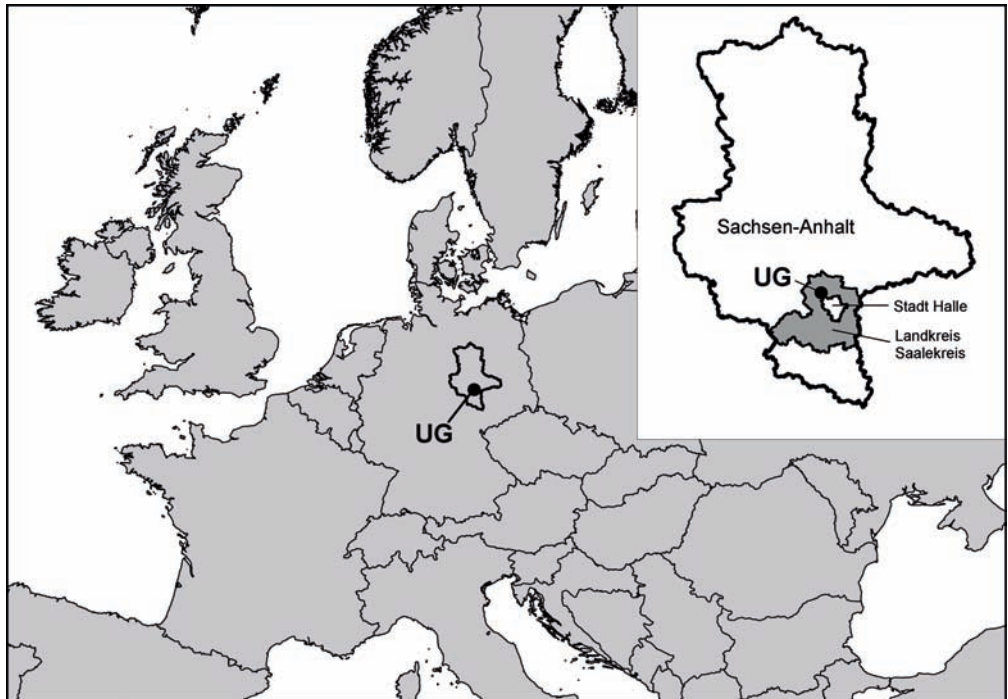 Sachsen-Anhalt
UG
Stadt Halle
Landkreis
Saalekreis
UG